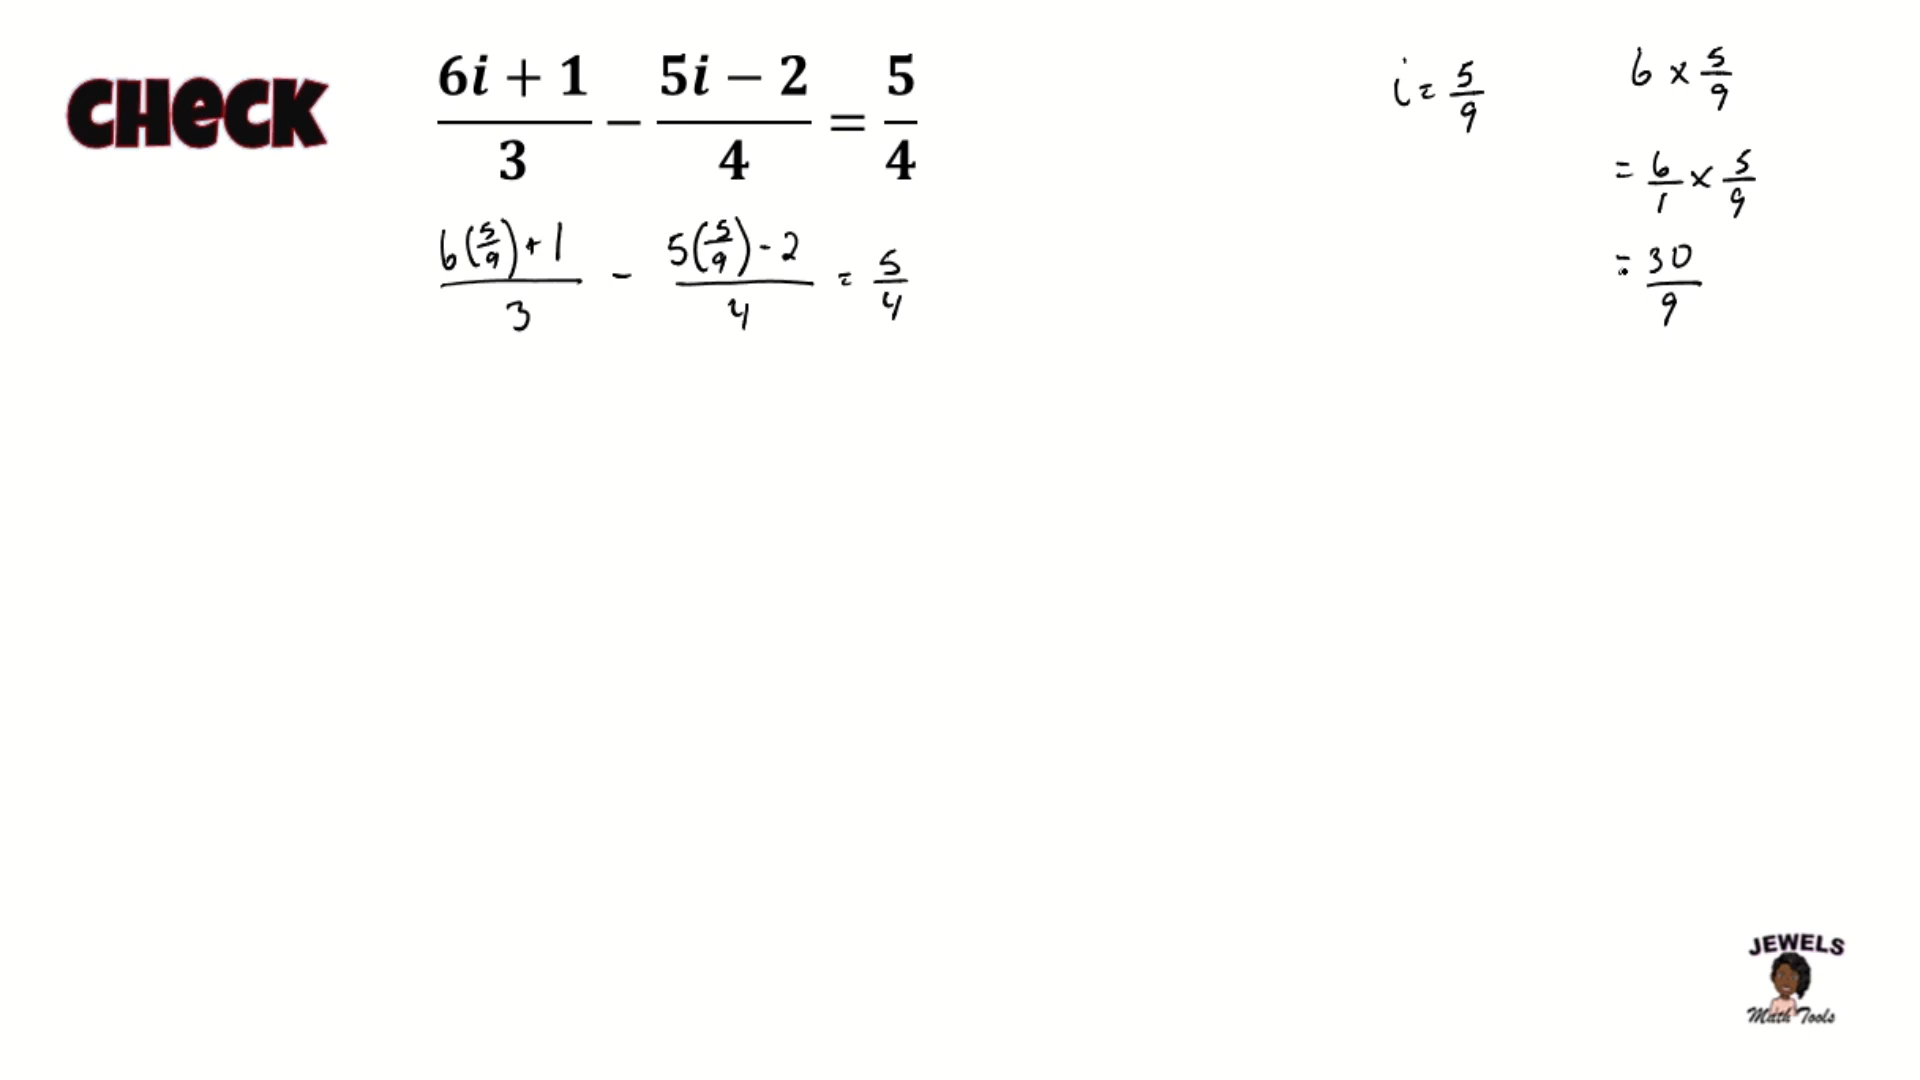 CHECK
(6i + 1)/3 − (5i − 2)/4 = 5/4
i = 5/9
6 × 5/9
= 6/1 × 5/9
= 30/9
(6(5/9) + 1)/3 - (5(5/9) - 2)/4 = 5/4
JEWELS
Math Tools